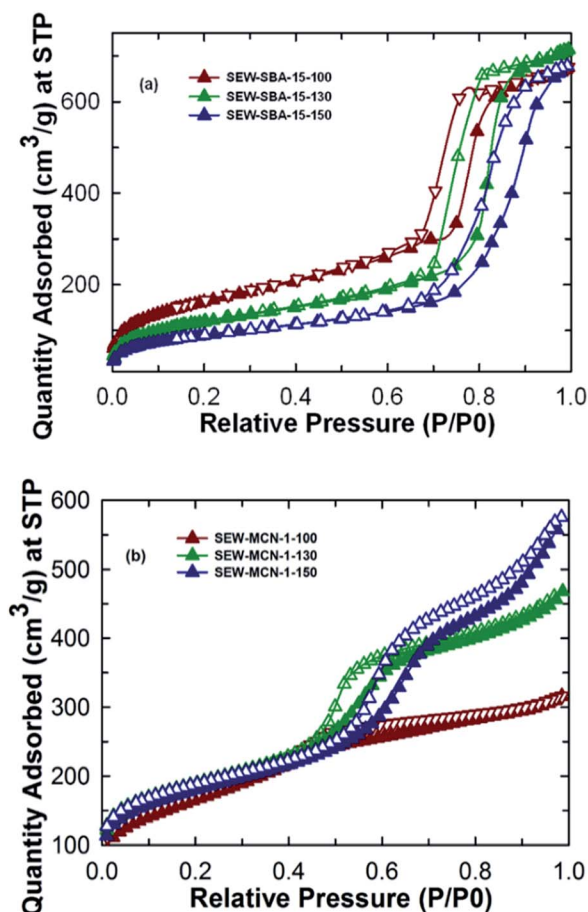 (a)
SEW-SBA-15-100
SEW-SBA-15-130
SEW-SBA-15-150
600
400
200
Quantity Adsorbed (cm³/g) at STP
0.0 0.2 0.4 0.6 0.8 1.0
Relative Pressure (P/P0)
(b)
SEW-MCN-1-100
SEW-MCN-1-130
SEW-MCN-1-150
600
500
400
300
200
100
Quantity Adsorbed (cm³/g) at STP
0.0 0.2 0.4 0.6 0.8 1.0
Relative Pressure (P/P0)